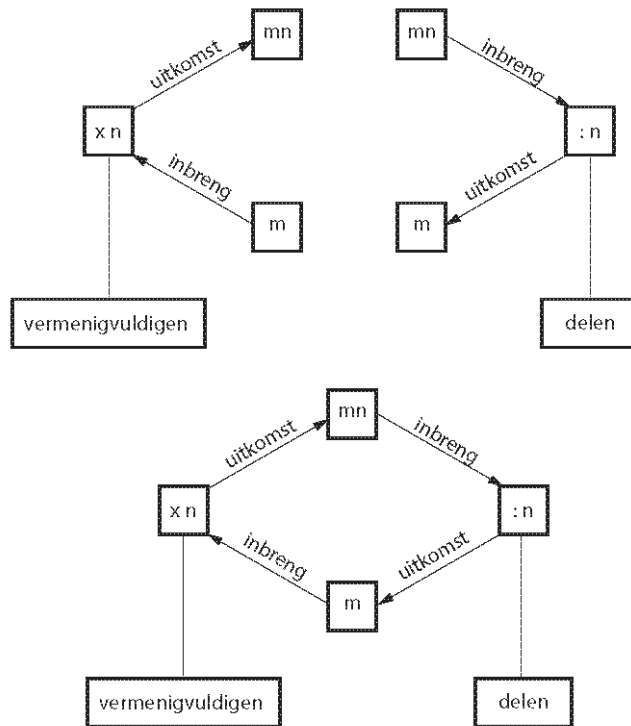 mn mn
uitkomst inbreng
x n : n
inbreng uitkomst
m m
vermenigvuldigen delen
mn
uitkomst inbreng
x n : n
inbreng uitkomst
m
vermenigvuldigen delen